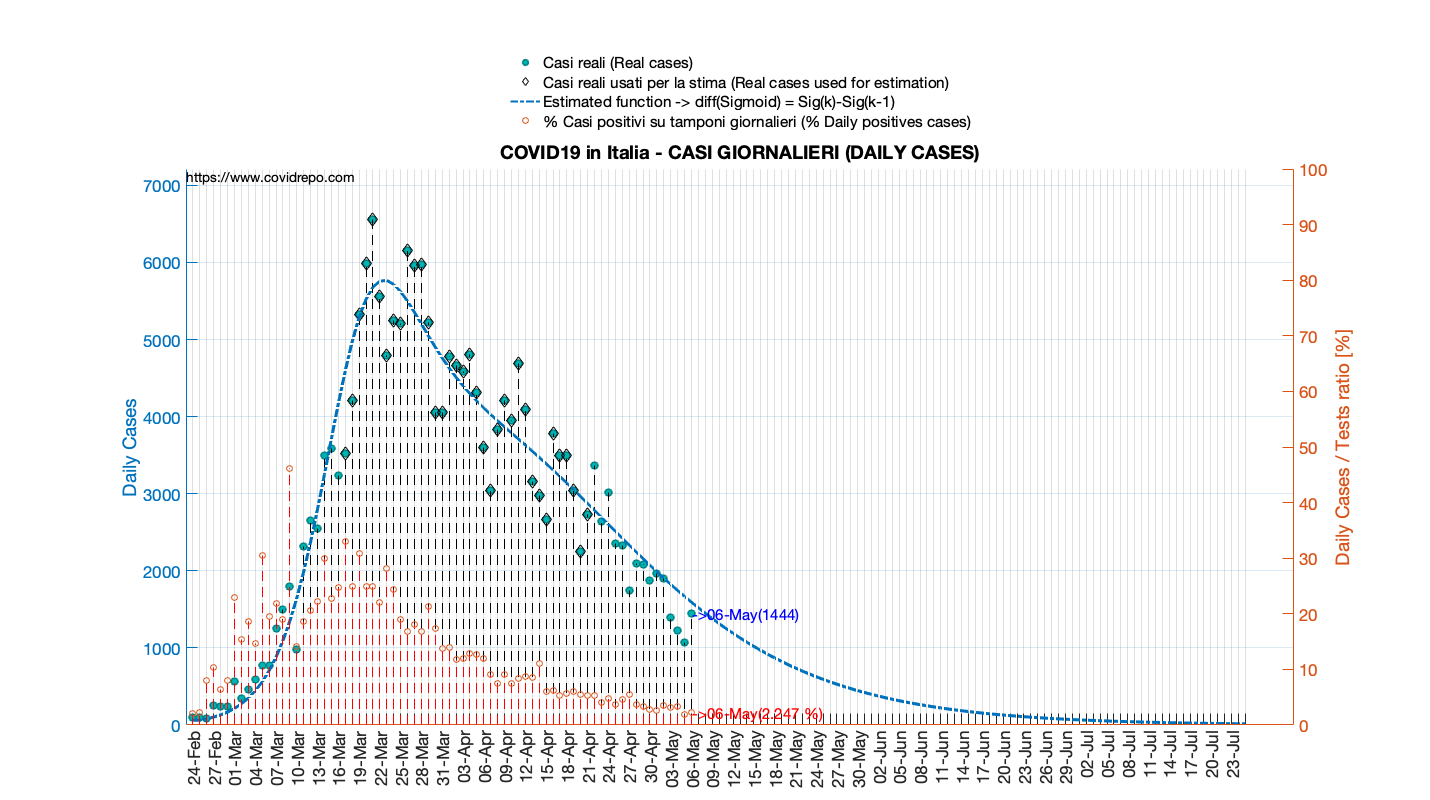 Casi reali (Real cases)
Casi reali usati per la stima (Real cases used for estimation)
Estimated function -> diff(Sigmoid) = Sig(k)-Sig(k-1)
% Casi positivi su tamponi giornalieri (% Daily positives cases)
COVID19 in Italia - CASI GIORNALIERI (DAILY CASES)
https://www.covidrepo.com
7000
6000
5000
4000
3000
2000
1000
0
Daily Cases
100
90
80
70
60
50
40
30
20
10
0
Daily Cases / Tests ratio [%]
->06-May(1444)
->06-May(2.247 %)
24-Feb
27-Feb
01-Mar
04-Mar
07-Mar
10-Mar
13-Mar
16-Mar
19-Mar
22-Mar
25-Mar
28-Mar
31-Mar
03-Apr
06-Apr
09-Apr
12-Apr
15-Apr
18-Apr
21-Apr
24-Apr
27-Apr
30-Apr
03-May
06-May
09-May
12-May
15-May
18-May
21-May
24-May
27-May
30-May
02-Jun
05-Jun
08-Jun
11-Jun
14-Jun
17-Jun
20-Jun
23-Jun
26-Jun
29-Jun
02-Jul
05-Jul
08-Jul
11-Jul
14-Jul
17-Jul
20-Jul
23-Jul